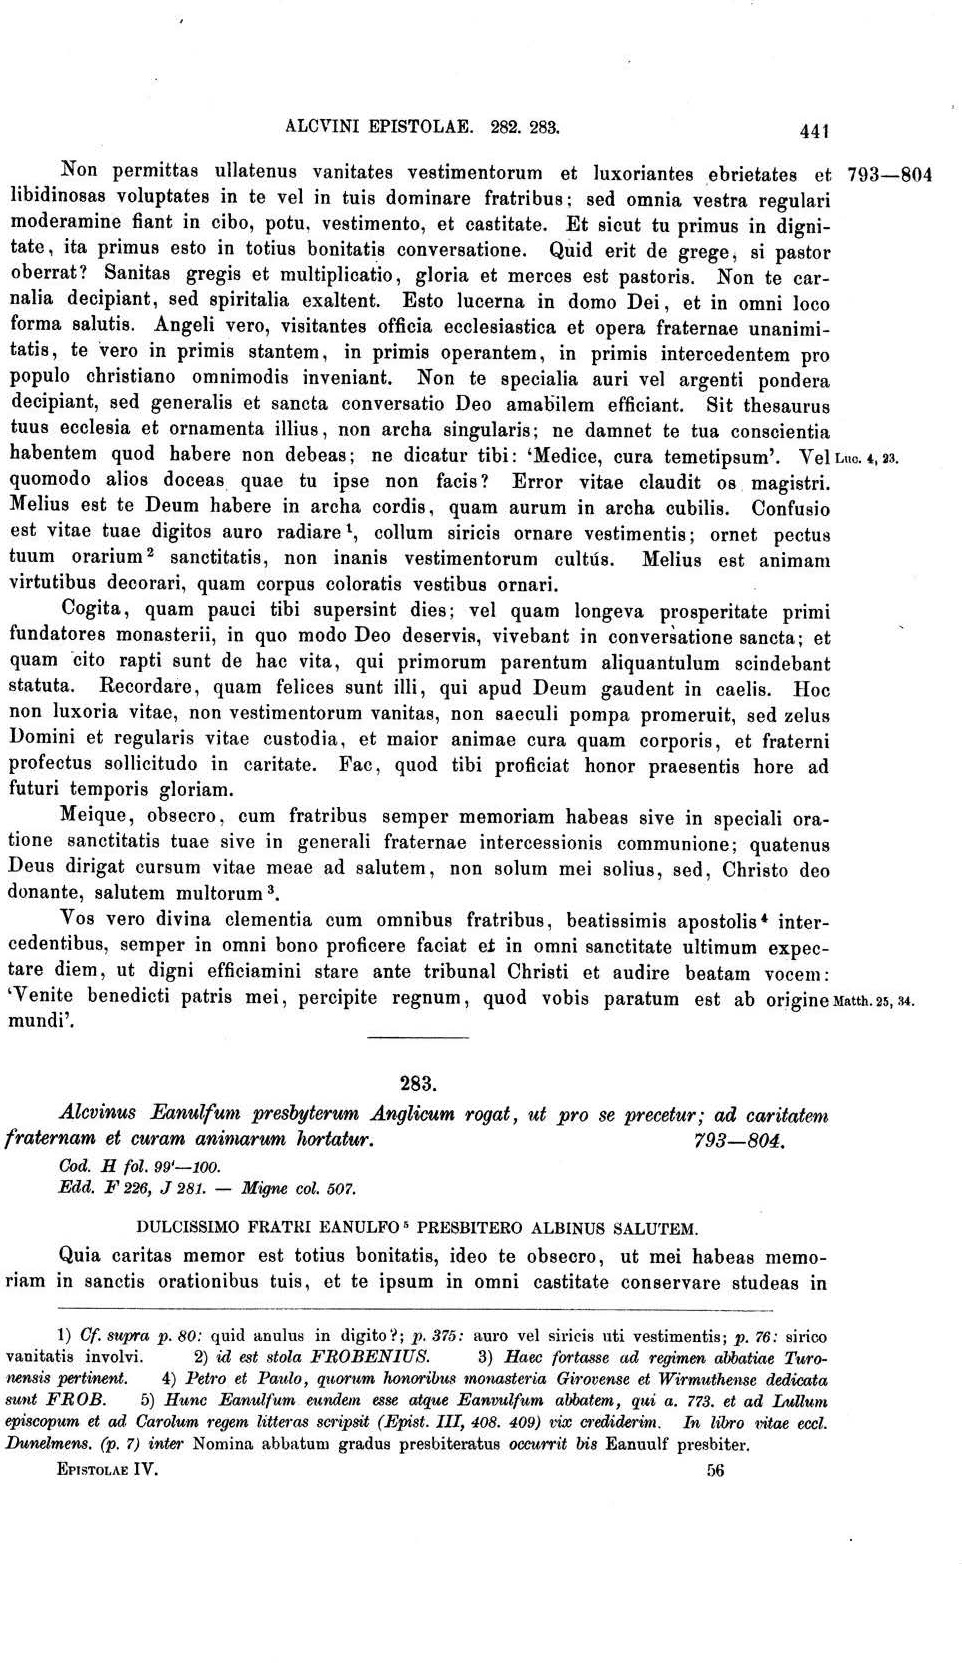 ALCVINI EPISTOLAE. 282. 283. 441
Non permittas ullatenus vanitates vestimentorum et luxoriantes ebrietates et 793—804
libidinosas voluptates in te vel in tuis dominare fratribus; sed omnia vestra regulari
moderamine fiant in cibo, potu, vestimento, et castitate. Et sicut tu primus in digni-
tate, ita primus esto in totius bonitatis conversatione. Quid erit de grege, si pastor
oberrat? Sanitas gregis et multiplicatio, gloria et merces est pastoris. Non te car-
nalia decipiant, sed spiritalia exaltent. Esto lucerna in domo Dei, et in omni loco
forma salutis. Angeli vero, visitantes officia ecclesiastica et opera fraternae unanimi-
tatis, te vero in primis stantem, in primis operantem, in primis intercedentem pro
populo christiano omnimodis inveniant. Non te specialia auri vel argenti pondera
decipiant, sed generalis et sancta conversatio Deo amabilem efficiant. Sit thesaurus
tuus ecclesia et ornamenta illius, non archa singularis; ne damnet te tua conscientia
habentem quod habere non debeas; ne dicatur tibi: ‘Medice, cura temetipsum’. Vel Luc. 4, 23.
quomodo alios doceas quae tu ipse non facis? Error vitae claudit os magistri.
Melius est te Deum habere in archa cordis, quam aurum in archa cubilis. Confusio
est vitae tuae digitos auro radiare¹, collum siricis ornare vestimentis; ornet pectus
tuum orarium² sanctitatis, non inanis vestimentorum cultus. Melius est animam
virtutibus decorari, quam corpus coloratis vestibus ornari.
Cogita, quam pauci tibi supersint dies; vel quam longeva prosperitate primi
fundatores monasterii, in quo modo Deo deservis, vivebant in conversatione sancta; et
quam cito rapti sunt de hac vita, qui primorum parentum aliquantulum scindebant
statuta. Recordare, quam felices sunt illi, qui apud Deum gaudent in caelis. Hoc
non luxoria vitae, non vestimentorum vanitas, non saeculi pompa promeruit, sed zelus
Domini et regularis vitae custodia, et maior animae cura quam corporis, et fraterni
profectus sollicitudo in caritate. Fac, quod tibi proficiat honor praesentis hore ad
futuri temporis gloriam.
Meique, obsecro, cum fratribus semper memoriam habeas sive in speciali ora-
tione sanctitatis tuae sive in generali fraternae intercessionis communione; quatenus
Deus dirigat cursum vitae meae ad salutem, non solum mei solius, sed, Christo deo
donante, salutem multorum³.
Vos vero divina clementia cum omnibus fratribus, beatissimis apostolis⁴ inter-
cedentibus, semper in omni bono proficere faciat et in omni sanctitate ultimum expec-
tare diem, ut digni efficiamini stare ante tribunal Christi et audire beatam vocem:
‘Venite benedicti patris mei, percipite regnum, quod vobis paratum est ab origine Matth. 25, 34.
mundi’.
283.
Alcvinus Eanulfum presbyterum Anglicum rogat, ut pro se precetur; ad caritatem
fraternam et curam animarum hortatur. 793—804.
Cod. H fol. 99'—100.
Edd. F 226, J 281. — Migne col. 507.
DULCISSIMO FRATRI EANULFO⁵ PRESBITERO ALBINUS SALUTEM.
Quia caritas memor est totius bonitatis, ideo te obsecro, ut mei habeas memo-
riam in sanctis orationibus tuis, et te ipsum in omni castitate conservare studeas in
1) Cf. supra p. 80: quid anulus in digito?; p. 375: auro vel siricis uti vestimentis; p. 76: sirico
vanitatis involvi. 2) id est stola FROBENIUS. 3) Haec fortasse ad regimen abbatiae Turo-
nensis pertinent. 4) Petro et Paulo, quorum honoribus monasteria Girovense et Wirmuthense dedicata
sunt FROB. 5) Hunc Eanulfum eundem esse atque Eanvulfum abbatem, qui a. 773. et ad Lullum
episcopum et ad Carolum regem litteras scripsit (Epist. III, 408. 409) vix crediderim. In libro vitae eccl.
Dunelmens. (p. 7) inter Nomina abbatum gradus presbiteratus occurrit bis Eanuulf presbiter.
EPISTOLAE IV. 56